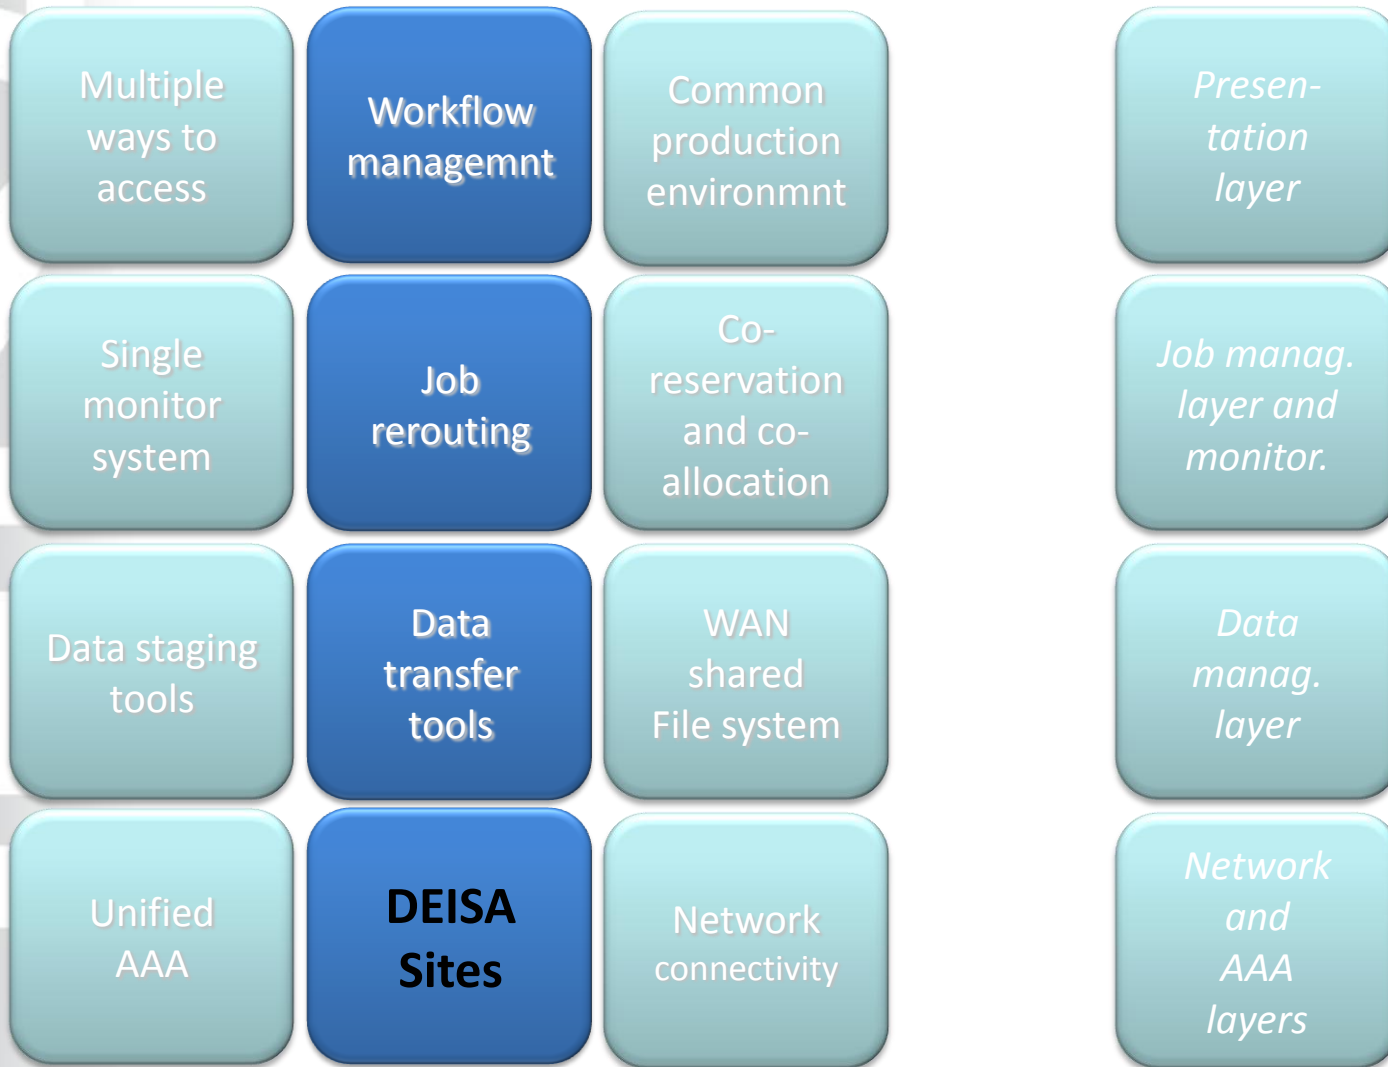 Multiple
ways to
access
Workflow
managemnt
Common
production
environmnt
Presen-
tation
layer
Single
monitor
system
Job
rerouting
Co-
reservation
and co-
allocation
Job manag.
layer and
monitor.
Data staging
tools
Data
transfer
tools
WAN
shared
File system
Data
manag.
layer
Unified
AAA
DEISA
Sites
Network
connectivity
Network
and
AAA
layers